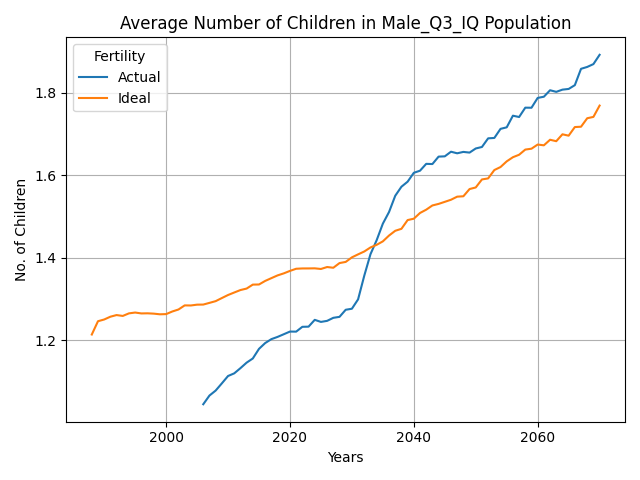 Average Number of Children in Male_Q3_IQ Population
Fertility
Actual
Ideal
No. of Children
1.8
1.6
1.4
1.2
2000 2020 2040 2060
Years